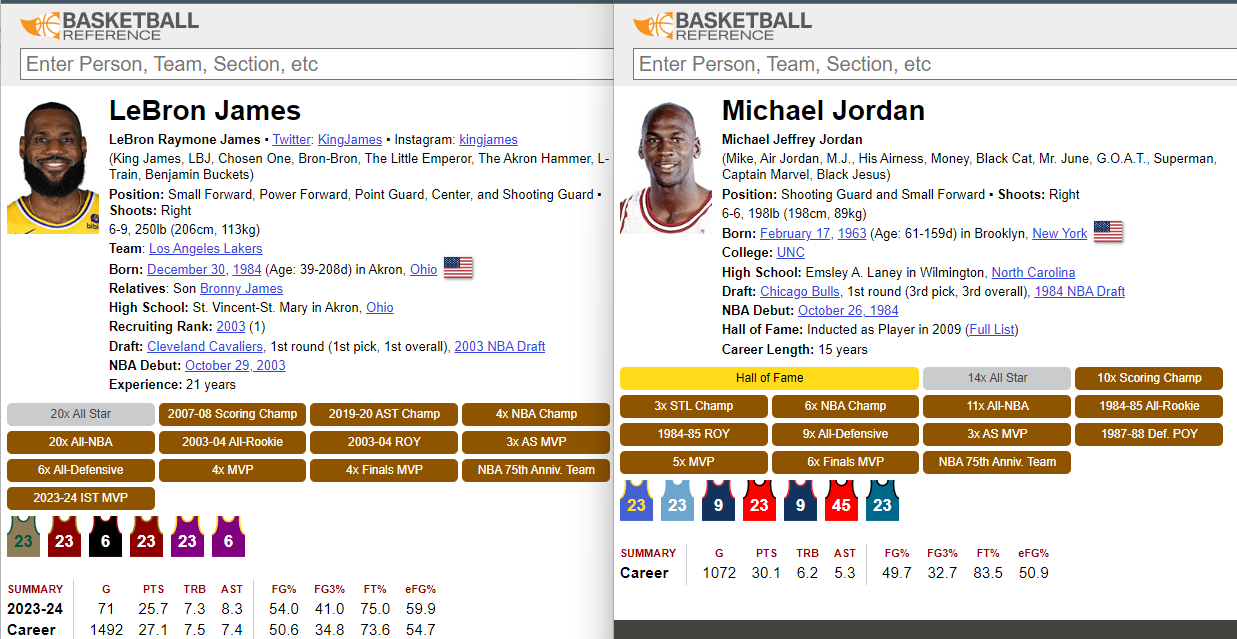 BASKETBALL
REFERENCE
Enter Person, Team, Section, etc
LeBron James
LeBron Raymone James ▪ Twitter: KingJames ▪ Instagram: kingjames
(King James, LBJ, Chosen One, Bron-Bron, The Little Emperor, The Akron Hammer, L-
Train, Benjamin Buckets)
Position: Small Forward, Power Forward, Point Guard, Center, and Shooting Guard ▪
Shoots: Right
6-9, 250lb (206cm, 113kg)
Team: Los Angeles Lakers
Born: December 30, 1984 (Age: 39-208d) in Akron, Ohio
Relatives: Son Bronny James
High School: St. Vincent-St. Mary in Akron, Ohio
Recruiting Rank: 2003 (1)
Draft: Cleveland Cavaliers, 1st round (1st pick, 1st overall), 2003 NBA Draft
NBA Debut: October 29, 2003
Experience: 21 years
20x All Star 2007-08 Scoring Champ 2019-20 AST Champ 4x NBA Champ
20x All-NBA 2003-04 All-Rookie 2003-04 ROY 3x AS MVP
6x All-Defensive 4x MVP 4x Finals MVP NBA 75th Anniv. Team
2023-24 IST MVP
23 23 6 23 23 6
SUMMARY G PTS TRB AST FG% FG3% FT% eFG%
2023-24 71 25.7 7.3 8.3 54.0 41.0 75.0 59.9
Career 1492 27.1 7.5 7.4 50.6 34.8 73.6 54.7
BASKETBALL
REFERENCE
Enter Person, Team, Section, etc
Michael Jordan
Michael Jeffrey Jordan
(Mike, Air Jordan, M.J., His Airness, Money, Black Cat, Mr. June, G.O.A.T., Superman,
Captain Marvel, Black Jesus)
Position: Shooting Guard and Small Forward ▪ Shoots: Right
6-6, 198lb (198cm, 89kg)
Born: February 17, 1963 (Age: 61-159d) in Brooklyn, New York
College: UNC
High School: Emsley A. Laney in Wilmington, North Carolina
Draft: Chicago Bulls, 1st round (3rd pick, 3rd overall), 1984 NBA Draft
NBA Debut: October 26, 1984
Hall of Fame: Inducted as Player in 2009 (Full List)
Career Length: 15 years
Hall of Fame 14x All Star 10x Scoring Champ
3x STL Champ 6x NBA Champ 11x All-NBA 1984-85 All-Rookie
1984-85 ROY 9x All-Defensive 3x AS MVP 1987-88 Def. POY
5x MVP 6x Finals MVP NBA 75th Anniv. Team
23 23 9 23 9 45 23
SUMMARY G PTS TRB AST FG% FG3% FT% eFG%
Career 1072 30.1 6.2 5.3 49.7 32.7 83.5 50.9